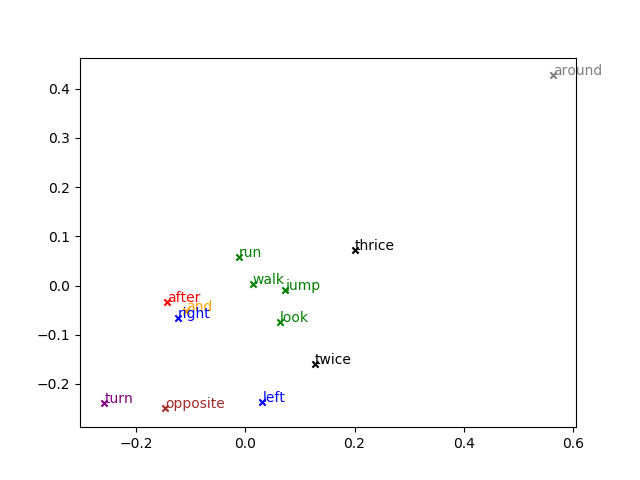 around
0.4
0.3
0.2
0.1
thrice
run
walk
jump
0.0
after
and
right
look
−0.1
twice
−0.2
turn
opposite
left
−0.2
0.0
0.2
0.4
0.6